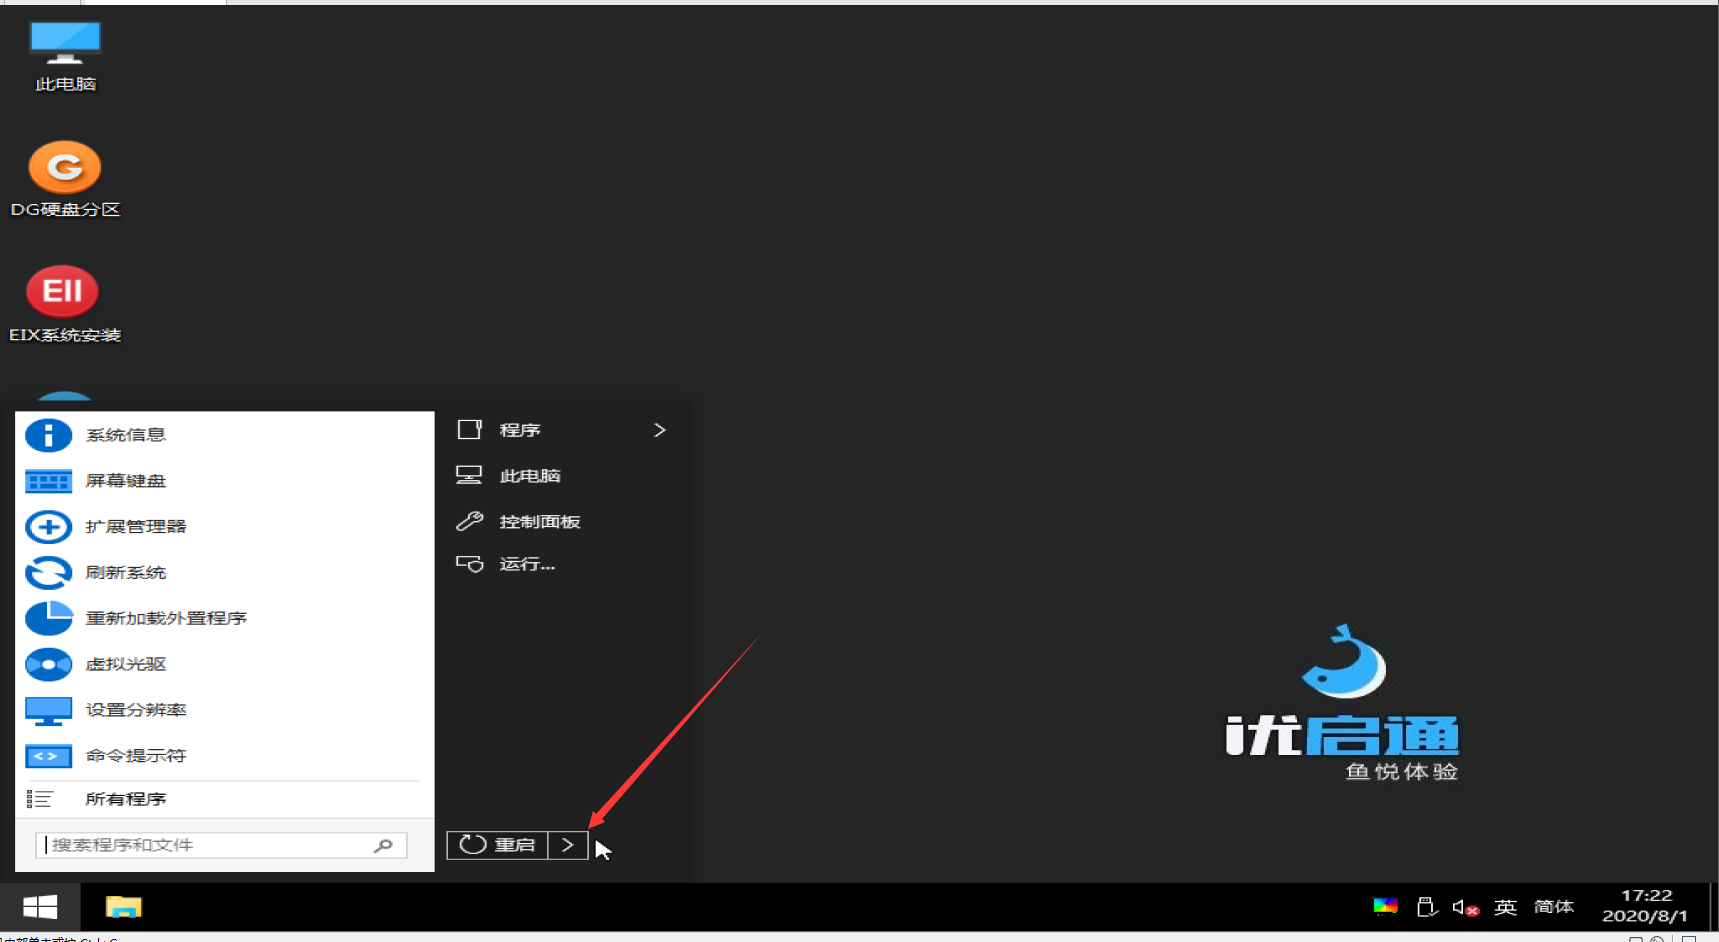 此电脑
G
DG硬盘分区
EII
EIX系统安装
系统信息
屏幕键盘
扩展管理器
刷新系统
重新加载外置程序
虚拟光驱
设置分辨率
命令提示符
所有程序
搜索程序和文件
程序
此电脑
控制面板
运行...
重启
优启通
鱼悦体验
英 简体
17:22
2020/8/1